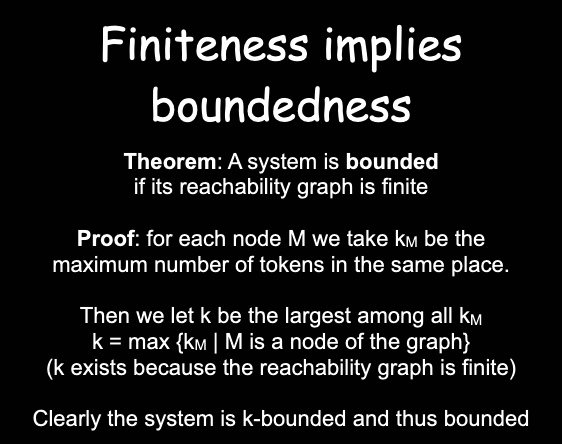 Finiteness implies
boundedness
Theorem: A system is bounded
if its reachability graph is finite
Proof: for each node M we take kM be the
maximum number of tokens in the same place.
Then we let k be the largest among all kM
k = max {kM | M is a node of the graph}
(k exists because the reachability graph is finite)
Clearly the system is k-bounded and thus bounded